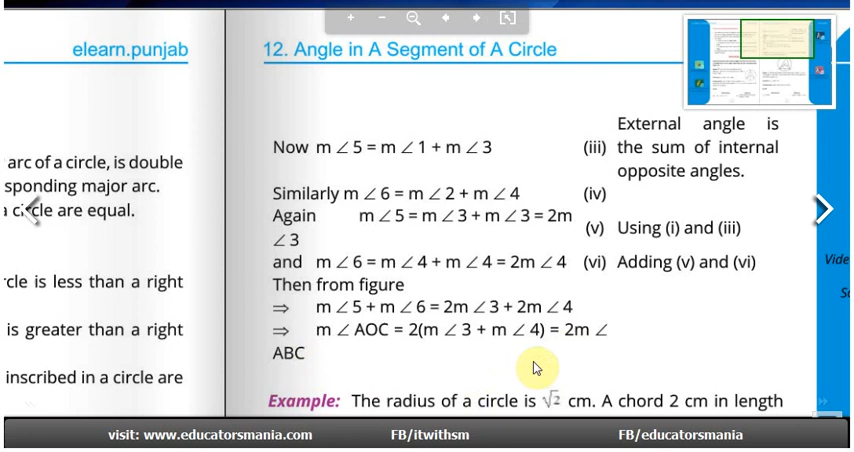 elearn.punjab
12. Angle in A Segment of A Circle
arc of a circle, is double
sponding major arc.
a circle are equal.
rcle is less than a right
is greater than a right
inscribed in a circle are
External angle is
Now m ∠ 5 = m ∠ 1 + m ∠ 3 (iii) the sum of internal
opposite angles.
Similarly m ∠ 6 = m ∠ 2 + m ∠ 4 (iv)
Again m ∠ 5 = m ∠ 3 + m ∠ 3 = 2m
∠ 3
(v) Using (i) and (iii)
and m ∠ 6 = m ∠ 4 + m ∠ 4 = 2m ∠ 4 (vi) Adding (v) and (vi)
Then from figure
⇒ m ∠ 5 + m ∠ 6 = 2m ∠ 3 + 2m ∠ 4
⇒ m ∠ AOC = 2(m ∠ 3 + m ∠ 4) = 2m ∠
ABC
Example: The radius of a circle is √2 cm. A chord 2 cm in length
Vide
visit: www.educatorsmania.com FB/itwithsm FB/educatorsmania